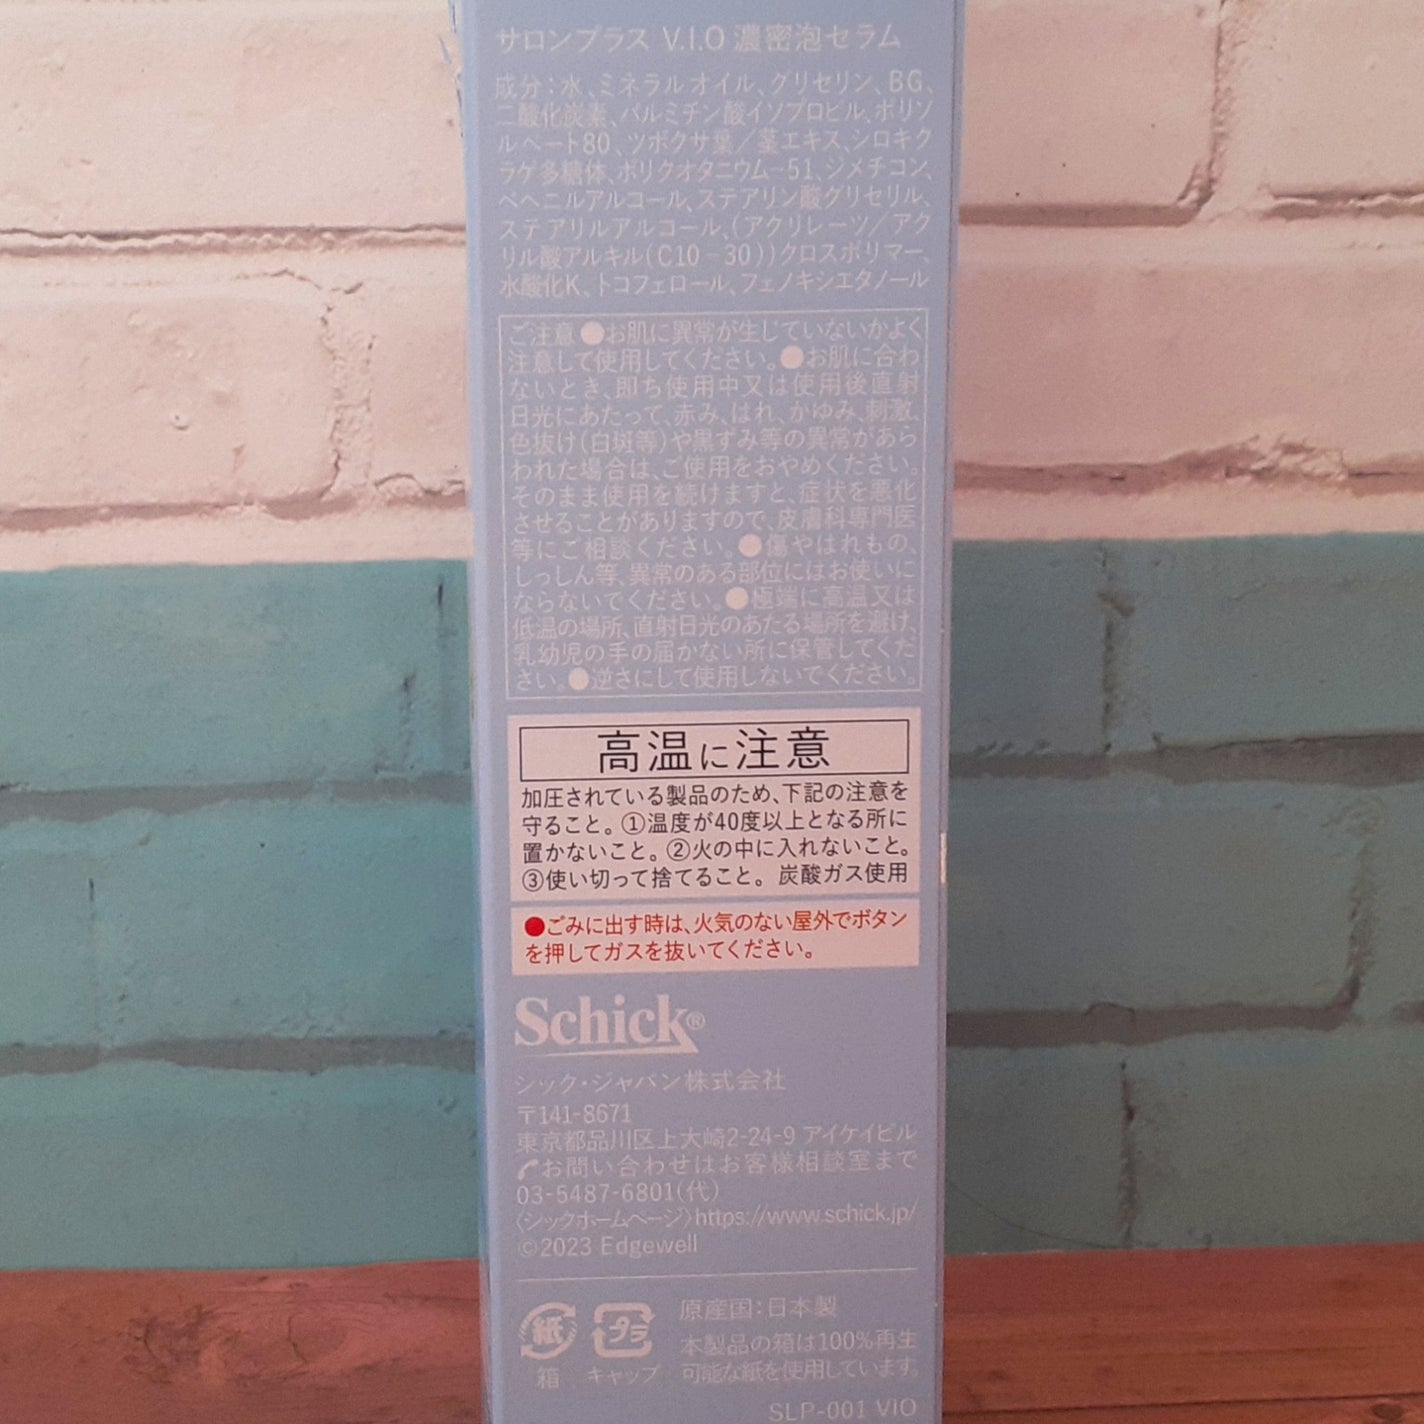 サロンプラス V.I.O 濃密泡セラム
成分：水、ミネラルオイル、グリセリン、BG、
二酸化炭素、パルミチン酸イソプロピル、ポリソ
ルベート80、ツボクサ葉／茎エキス、シロキク
ラゲ多糖体、ポリクオタニウム-51、ジメチコン、
ベヘニルアルコール、ステアリン酸グリセリル、
ステアリルアルコール、（アクリレーツ／アク
リル酸アルキル（C10－30））クロスポリマー、
水酸化K、トコフェロール、フェノキシエタノール
ご注意 ●お肌に異常が生じていないかよく
注意して使用してください。●お肌に合わ
ないとき、即ち使用中又は使用後直射
日光にあたって、赤み、はれ、かゆみ、刺激、
色抜け（白斑等）や黒ずみ等の異常があら
われた場合は、ご使用をおやめください。
そのまま使用を続けますと、症状を悪化
させることがありますので、皮膚科専門医
等にご相談ください。●傷やはれもの、
しっしん等、異常のある部位にはお使いに
ならないでください。●極端に高温又は
低温の場所、直射日光のあたる場所を避け、
乳幼児の手の届かない所に保管してくだ
さい。●逆さにして使用しないでください。
高温に注意
加圧されている製品のため、下記の注意を
守ること。①温度が40度以上となる所に
置かないこと。②火の中に入れないこと。
③使い切って捨てること。 炭酸ガス使用
●ごみに出す時は、火気のない屋外でボタン
を押してガスを抜いてください。
Schick®
シック・ジャパン株式会社
〒141-8671
東京都品川区上大崎2-24-9 アイケイビル
お問い合わせはお客様相談室まで
03-5487-6801（代）
〈シックホームページ〉https://www.schick.jp/
©2023 Edgewell
紙 プラ 原産国：日本製
本製品の箱は100%再生
箱 キャップ 可能な紙を使用しています。
SLP-001 VIO